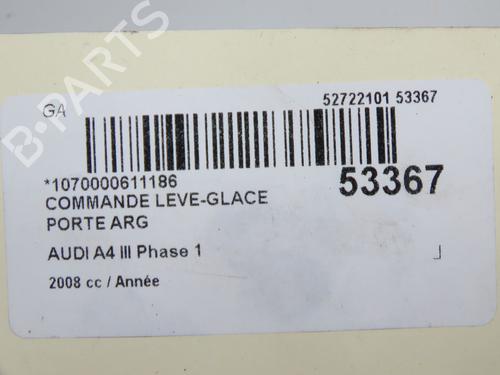 B-PARTS
GA
52722101 53367
*1070000611186
53367
COMMANDE LEVE-GLACE
PORTE ARG
AUDI A4 III Phase 1
2008 cc / Année